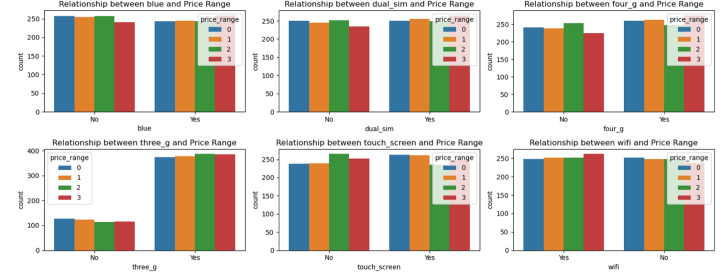 Relationship between blue and Price Range
count
250
200
150
100
50
0
No
Yes
blue
price_range
0
1
2
3
Relationship between dual_sim and Price Range
count
250
200
150
100
50
0
No
Yes
dual_sim
price_range
0
1
2
3
Relationship between four_g and Price Range
count
250
200
150
100
50
0
No
Yes
four_g
price_range
0
1
2
3
Relationship between three_g and Price Range
count
400
300
200
100
0
No
Yes
three_g
price_range
0
1
2
3
Relationship between touch_screen and Price Range
count
250
200
150
100
50
0
No
Yes
touch_screen
price_range
0
1
2
3
Relationship between wifi and Price Range
count
250
200
150
100
50
0
Yes
No
wifi
price_range
0
1
2
3